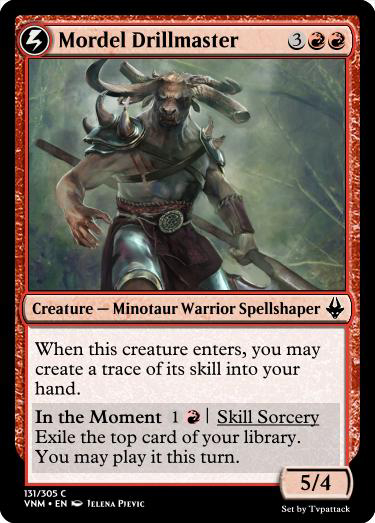 Mordel Drillmaster 3
Creature — Minotaur Warrior Spellshaper
When this creature enters, you may
create a trace of its skill into your
hand.
In the Moment 1 | Skill Sorcery
Exile the top card of your library.
You may play it this turn.
5/4
131/305 C
VNM • EN Jelena Pjevic
Set by Tvpattack